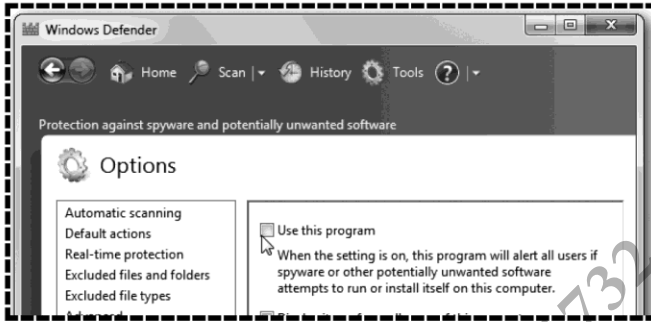 Windows Defender
Home Scan History Tools
Protection against spyware and potentially unwanted software
Options
Automatic scanning
Default actions
Real-time protection
Excluded files and folders
Excluded file types
Advanced
Use this program
When the setting is on, this program will alert all users if
spyware or other potentially unwanted software
attempts to run or install itself on this computer.
732